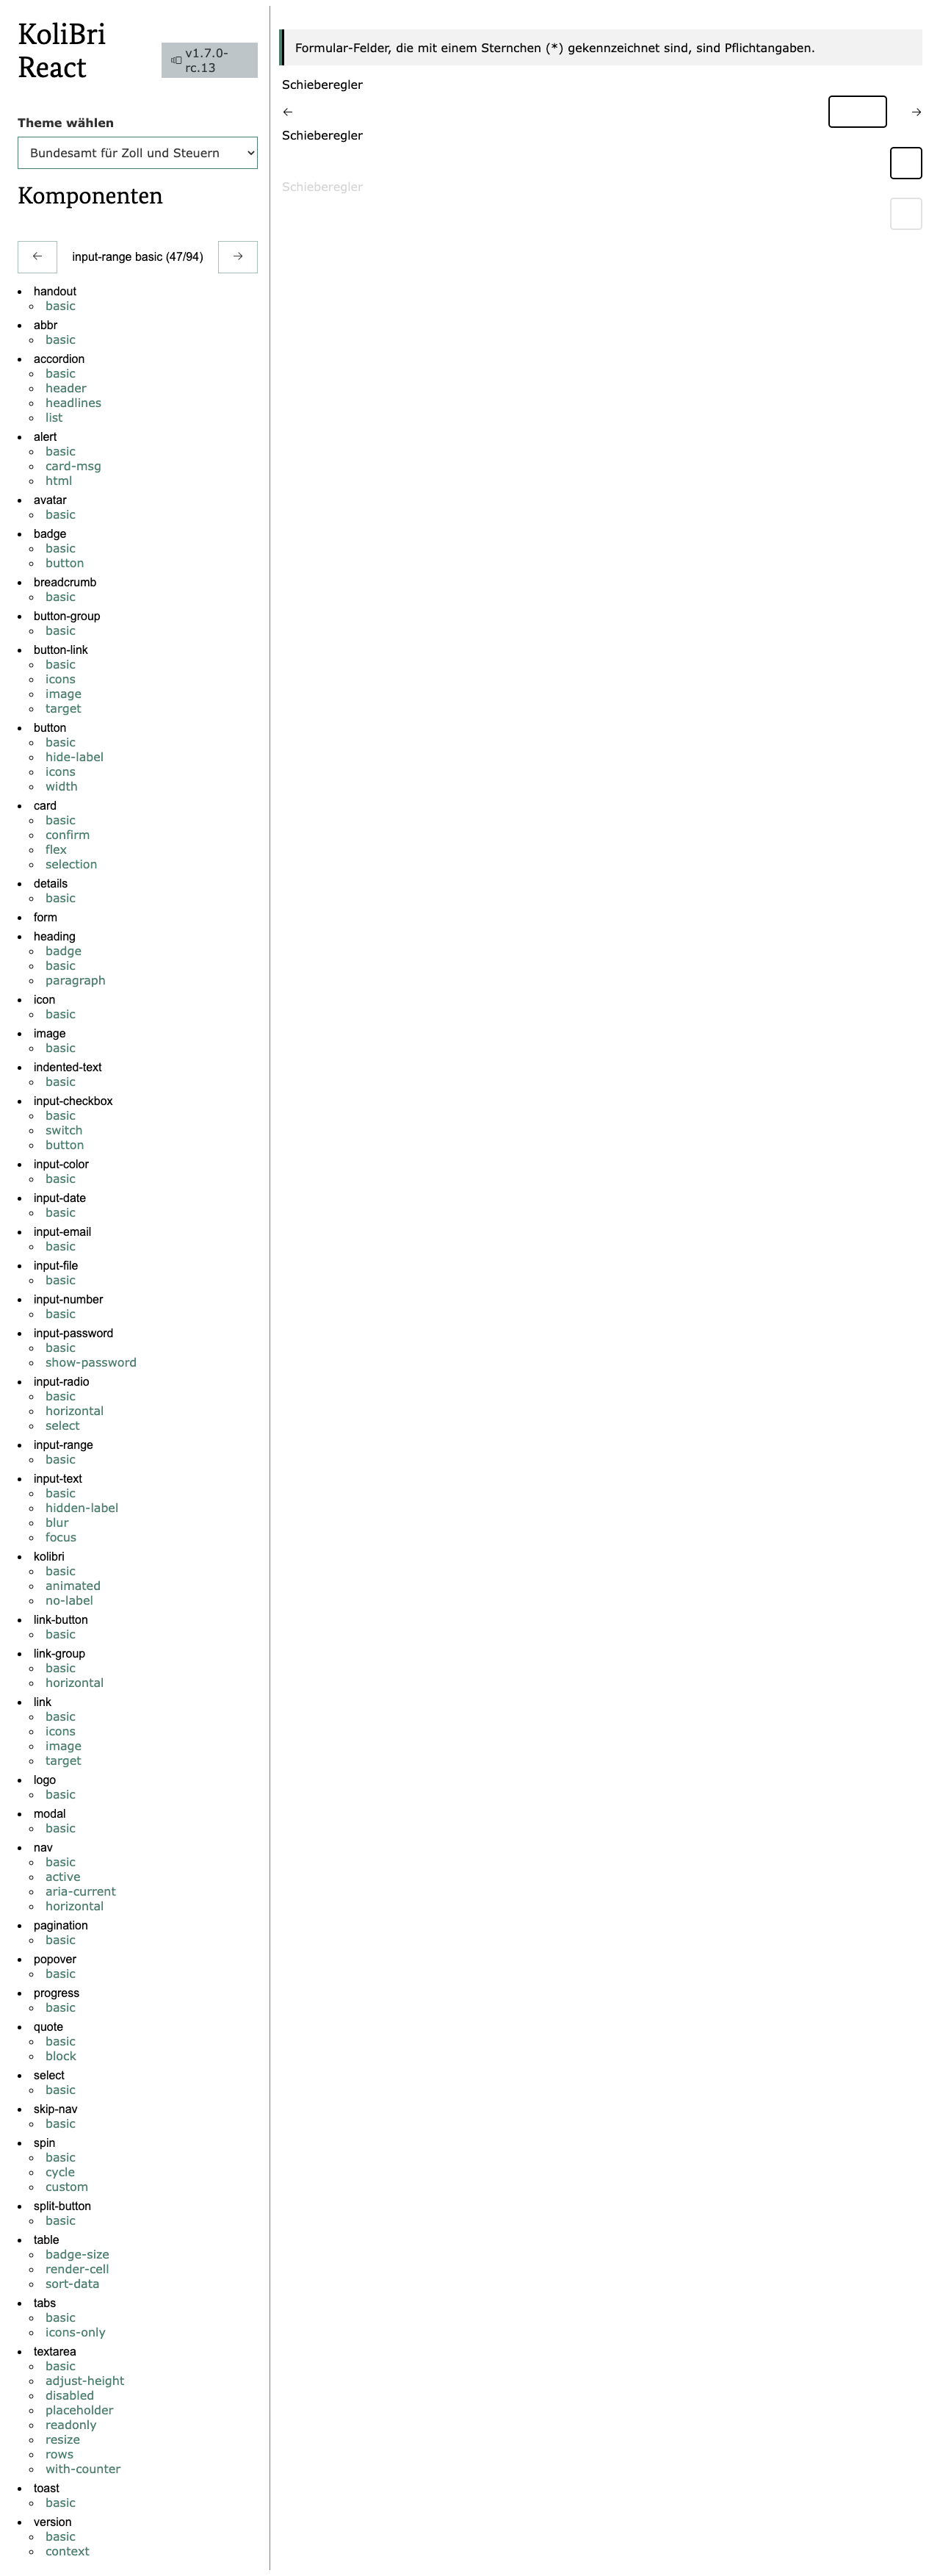 KoliBri
React
v1.7.0-
rc.13
Theme wählen
Bundesamt für Zoll und Steuern
Komponenten
← input-range basic (47/94) →
handout
basic
abbr
basic
accordion
basic
header
headlines
list
alert
basic
card-msg
html
avatar
basic
badge
basic
button
breadcrumb
basic
button-group
basic
button-link
basic
icons
image
target
button
basic
hide-label
icons
width
card
basic
confirm
flex
selection
details
basic
form
heading
badge
basic
paragraph
icon
basic
image
basic
indented-text
basic
input-checkbox
basic
switch
button
input-color
basic
input-date
basic
input-email
basic
input-file
basic
input-number
basic
input-password
basic
show-password
input-radio
basic
horizontal
select
input-range
basic
input-text
basic
hidden-label
blur
focus
kolibri
basic
animated
no-label
link-button
basic
link-group
basic
horizontal
link
basic
icons
image
target
logo
basic
modal
basic
nav
basic
active
aria-current
horizontal
pagination
basic
popover
basic
progress
basic
quote
basic
block
select
basic
skip-nav
basic
spin
basic
cycle
custom
split-button
basic
table
badge-size
render-cell
sort-data
tabs
basic
icons-only
textarea
basic
adjust-height
disabled
placeholder
readonly
resize
rows
with-counter
toast
basic
version
basic
context
Formular-Felder, die mit einem Sternchen (*) gekennzeichnet sind, sind Pflichtangaben.
Schieberegler
← →
Schieberegler
Schieberegler